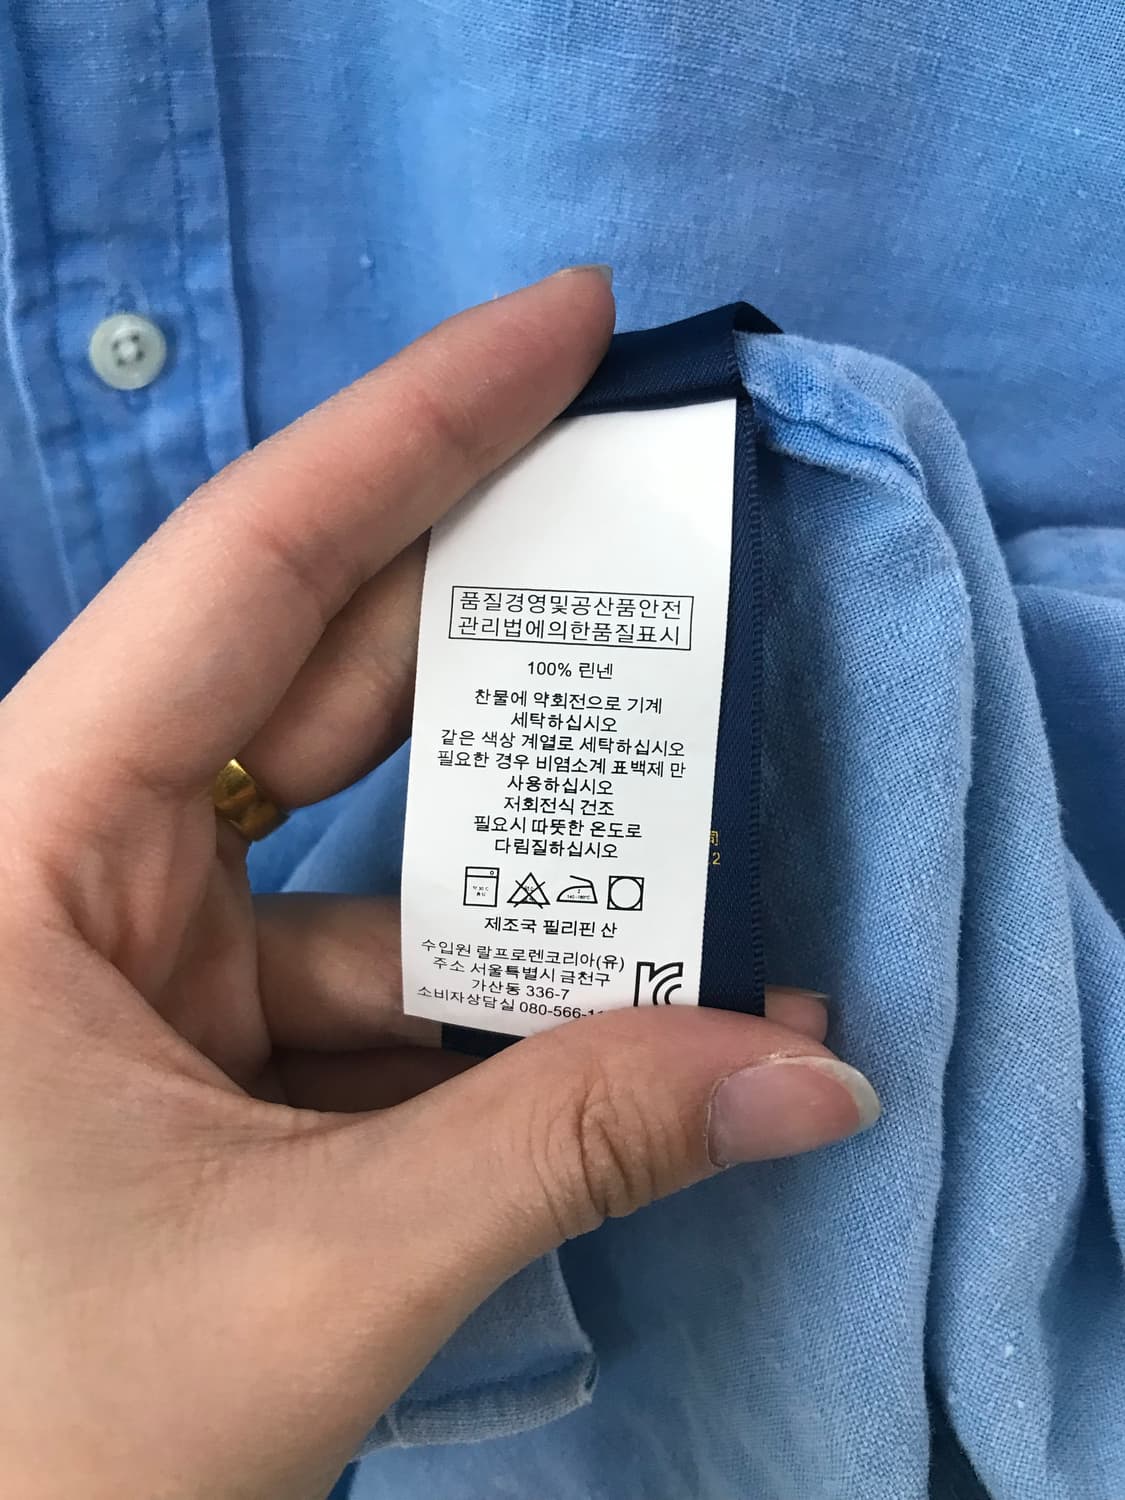 품질경영및공산품안전
관리법에의한품질표시
100% 린넨
찬물에 약회전으로 기계
세탁하십시오
같은 색상 계열로 세탁하십시오
필요한 경우 비염소계 표백제 만
사용하십시오
저회전식 건조
필요시 따뜻한 온도로
다림질하십시오
제조국 필리핀 산
수입원 랄프로렌코리아(유)
주소 서울특별시 금천구
가산동 336-7
소비자상담실 080-566-1